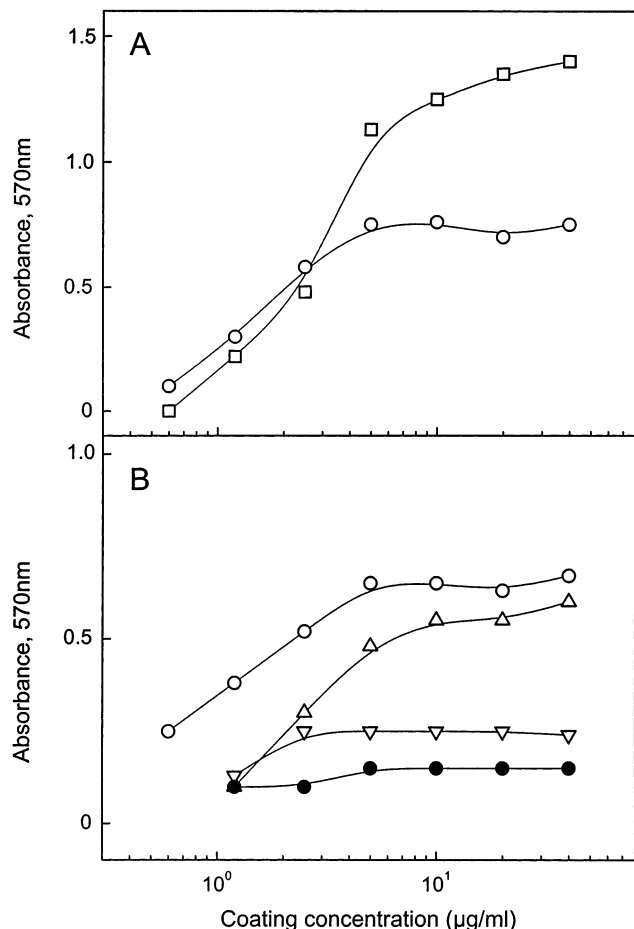 A
1.5
1.0
0.5
0
Absorbance, 570nm
B
1.0
0.5
0
Absorbance, 570nm
10⁰ 10¹
Coating concentration (µg/ml)